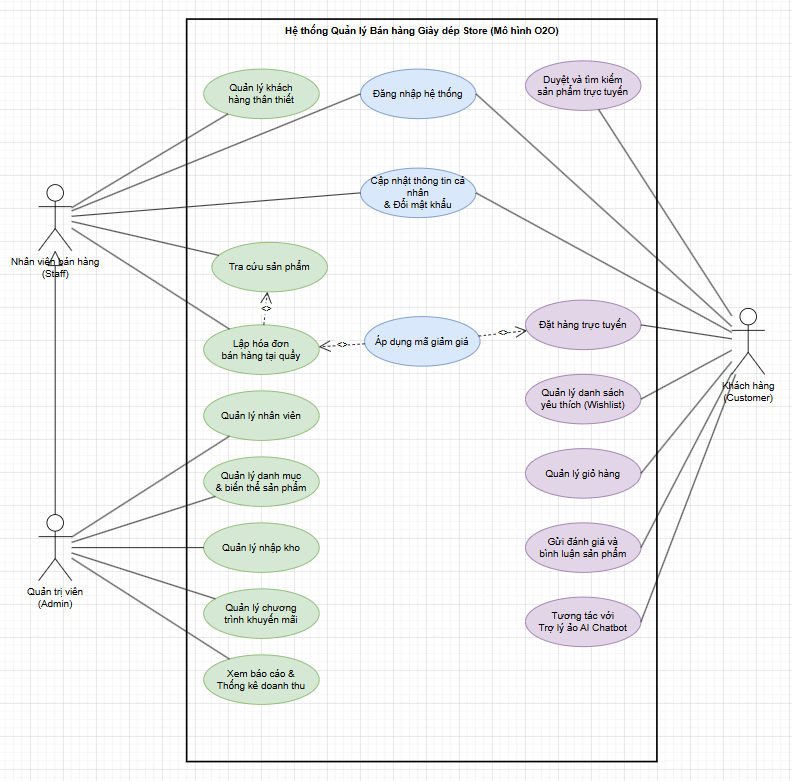 Hệ thống Quản lý Bán hàng Giày dép Store (Mô hình O2O)
Quản lý khách
hàng thân thiết
Đăng nhập hệ thống
Duyệt và tìm kiếm
sản phẩm trực tuyến
Cập nhật thông tin cá
nhân
& Đổi mật khẩu
Nhân viên bán hàng
(Staff)
Tra cứu sản phẩm
<>
Lập hóa đơn
bán hàng tại quầy
<>
Áp dụng mã giảm giá
<>
Đặt hàng trực tuyến
Khách hàng
(Customer)
Quản lý danh sách
yêu thích (Wishlist)
Quản lý nhân viên
Quản lý danh mục
& biến thể sản phẩm
Quản lý giỏ hàng
Quản lý nhập kho
Gửi đánh giá và
bình luận sản phẩm
Quản trị viên
(Admin)
Quản lý chương
trình khuyến mãi
Tương tác với
Trợ lý ảo AI Chatbot
Xem báo cáo &
Thống kê doanh thu